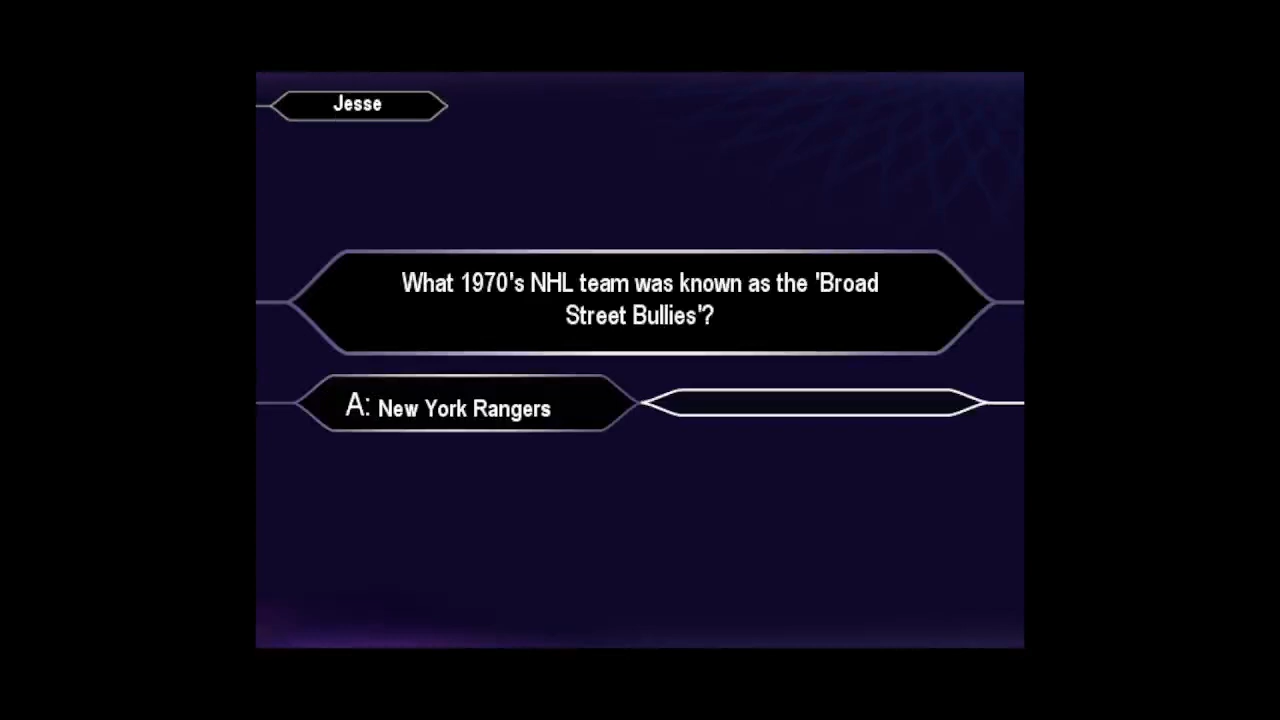 Jesse
What 1970's NHL team was known as the 'Broad
Street Bullies'?
A: New York Rangers